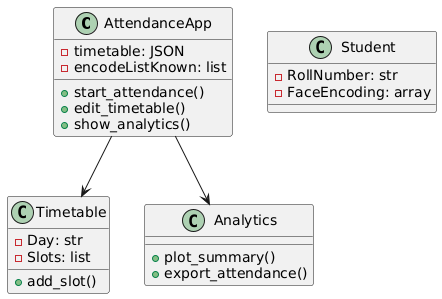 C AttendanceApp
timetable: JSON
encodeListKnown: list
start_attendance()
edit_timetable()
show_analytics()
C Student
RollNumber: str
FaceEncoding: array
C Timetable
Day: str
Slots: list
add_slot()
C Analytics
plot_summary()
export_attendance()